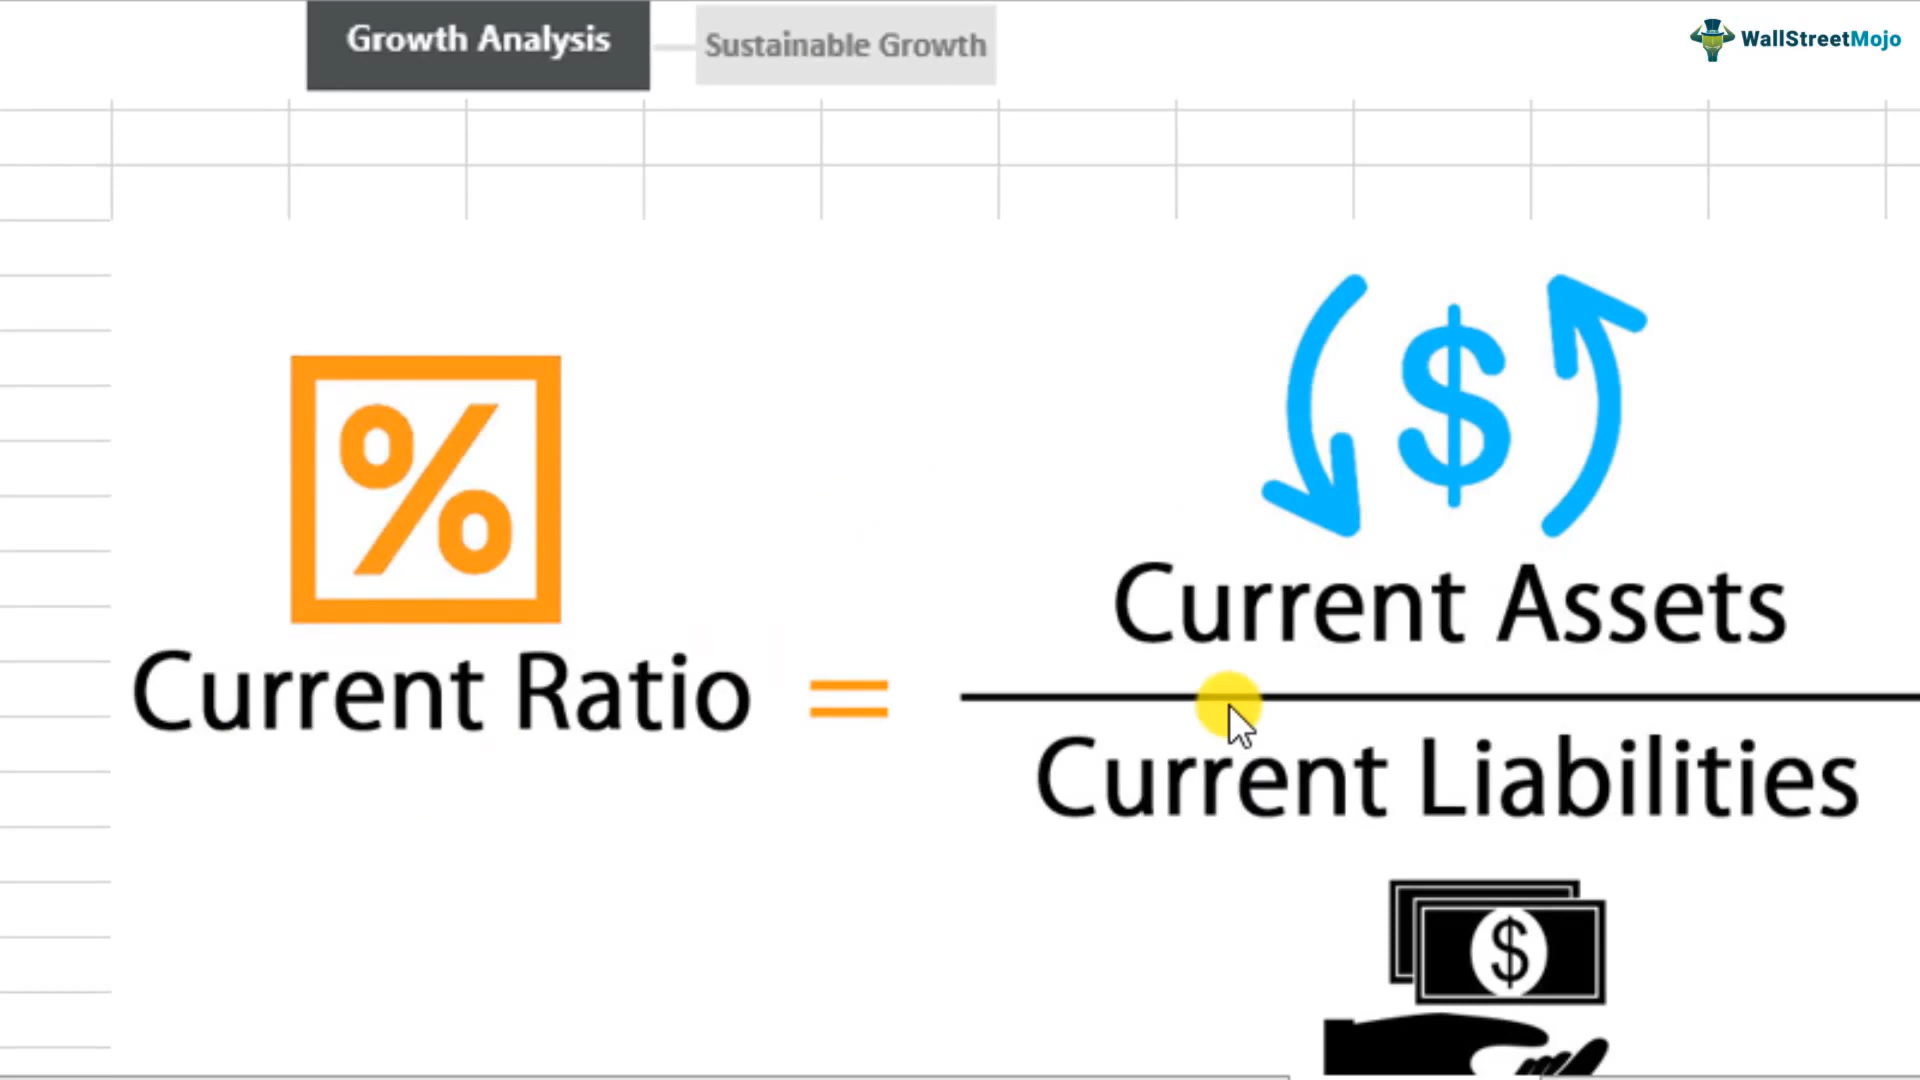 Growth Analysis
Sustainable Growth
WallStreetMojo
%
$
Current Assets
Current Ratio =
Current Liabilities
$